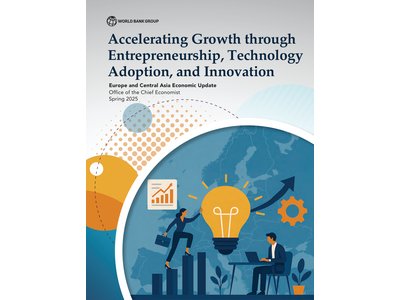 WORLD BANK GROUP
Accelerating Growth through
Entrepreneurship, Technology
Adoption, and Innovation
Europe and Central Asia Economic Update
Office of the Chief Economist
Spring 2025